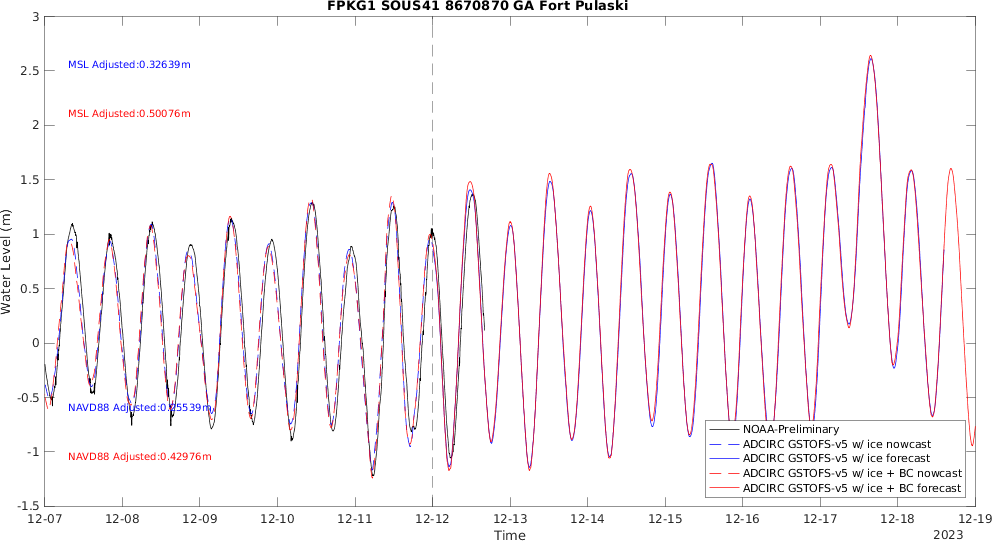 FPKG1 SOUS41 8670870 GA Fort Pulaski
MSL Adjusted:0.32639m
MSL Adjusted:0.50076m
NAVD88 Adjusted:0.25539m
NAVD88 Adjusted:0.42976m
Water Level (m)
3
2.5
2
1.5
1
0.5
0
-0.5
-1
-1.5
NOAA-Preliminary
ADCIRC GSTOFS-v5 w/ ice nowcast
ADCIRC GSTOFS-v5 w/ ice forecast
ADCIRC GSTOFS-v5 w/ ice + BC nowcast
ADCIRC GSTOFS-v5 w/ ice + BC forecast
12-07 12-08 12-09 12-10 12-11 12-12 12-13 12-14 12-15 12-16 12-17 12-18 12-19
Time
2023